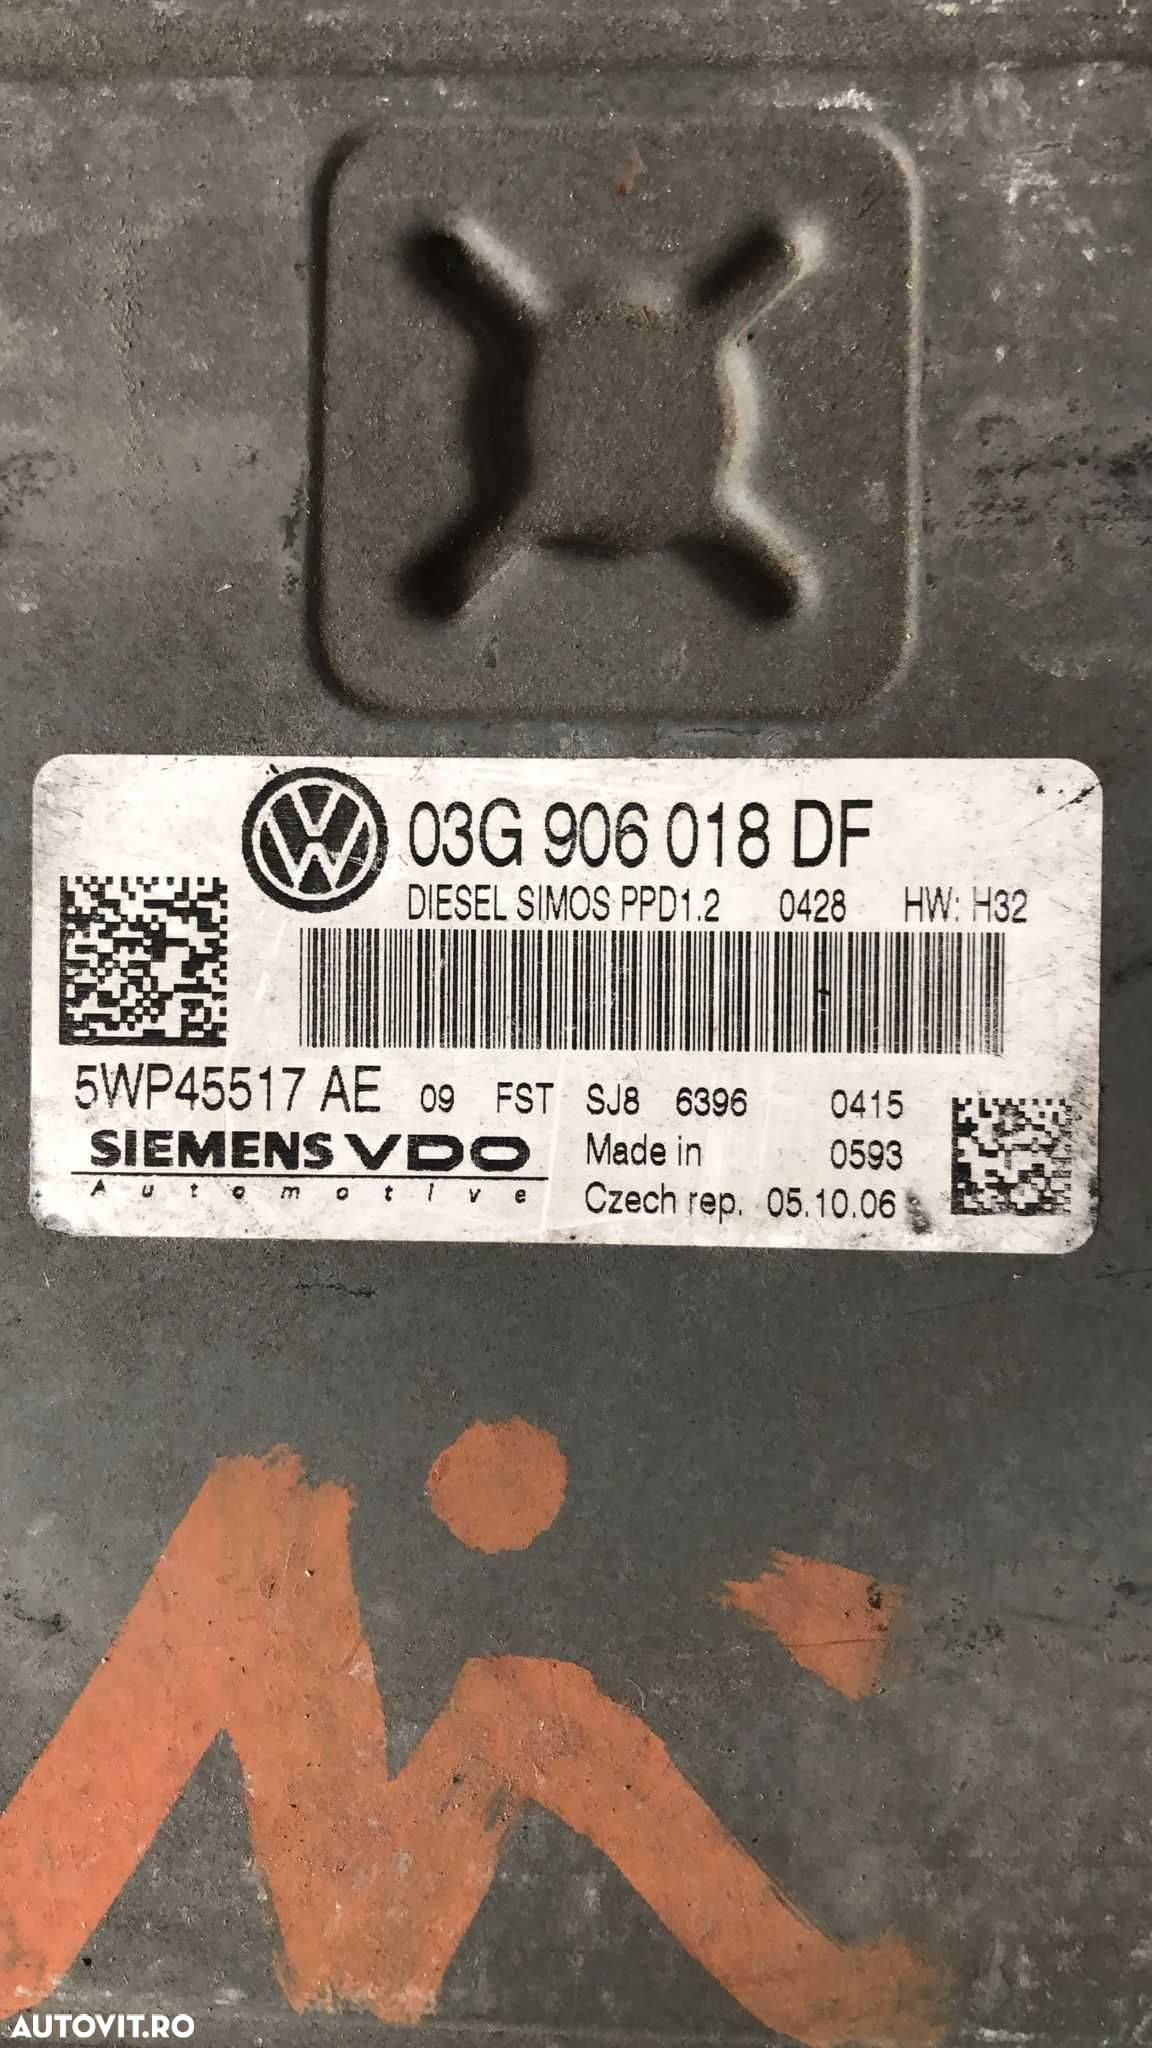 03G 906 018 DF
DIESEL SIMOS PPD1.2 0428 HW: H32
5WP45517 AE 09 FST SJ8 6396 0415
SIEMENS VDO Made in 0593
Automotive Czech rep. 05.10.06
AUTOVIT.RO